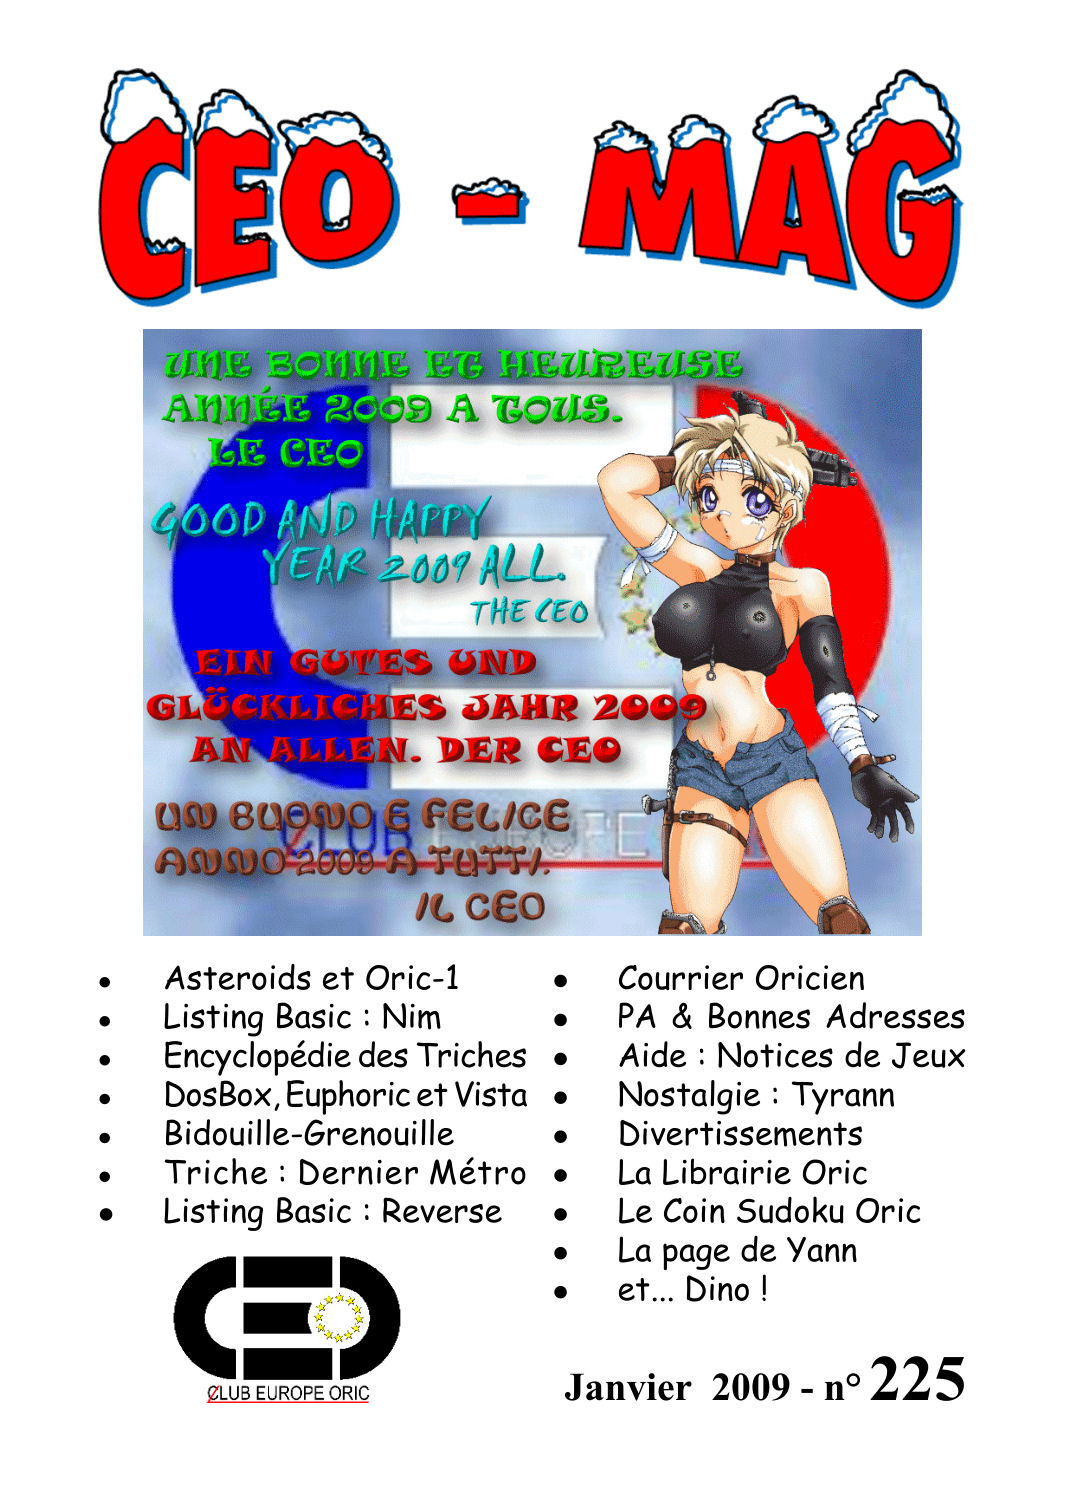 CEO - MAG
UNE BONNE ET HEUREUSE
ANNÉE 2009 A TOUS.
LE CEO
GOOD AND HAPPY
YEAR 2009 ALL.
THE CEO
EIN GUTES UND
GLÜCKLICHES JAHR 2009
AN ALLEN. DER CEO
UN BUONO E FELICE
ANNO 2009 A TUTTI.
IL CEO
CLUB EUROPE
• Asteroids et Oric-1
• Listing Basic : Nim
• Encyclopédie des Triches
• DosBox, Euphoric et Vista
• Bidouille-Grenouille
• Triche : Dernier Métro
• Listing Basic : Reverse
• Courrier Oricien
• PA & Bonnes Adresses
• Aide : Notices de Jeux
• Nostalgie : Tyrann
• Divertissements
• La Librairie Oric
• Le Coin Sudoku Oric
• La page de Yann
• et... Dino !
CEO
CLUB EUROPE ORIC
Janvier 2009 - n° 225